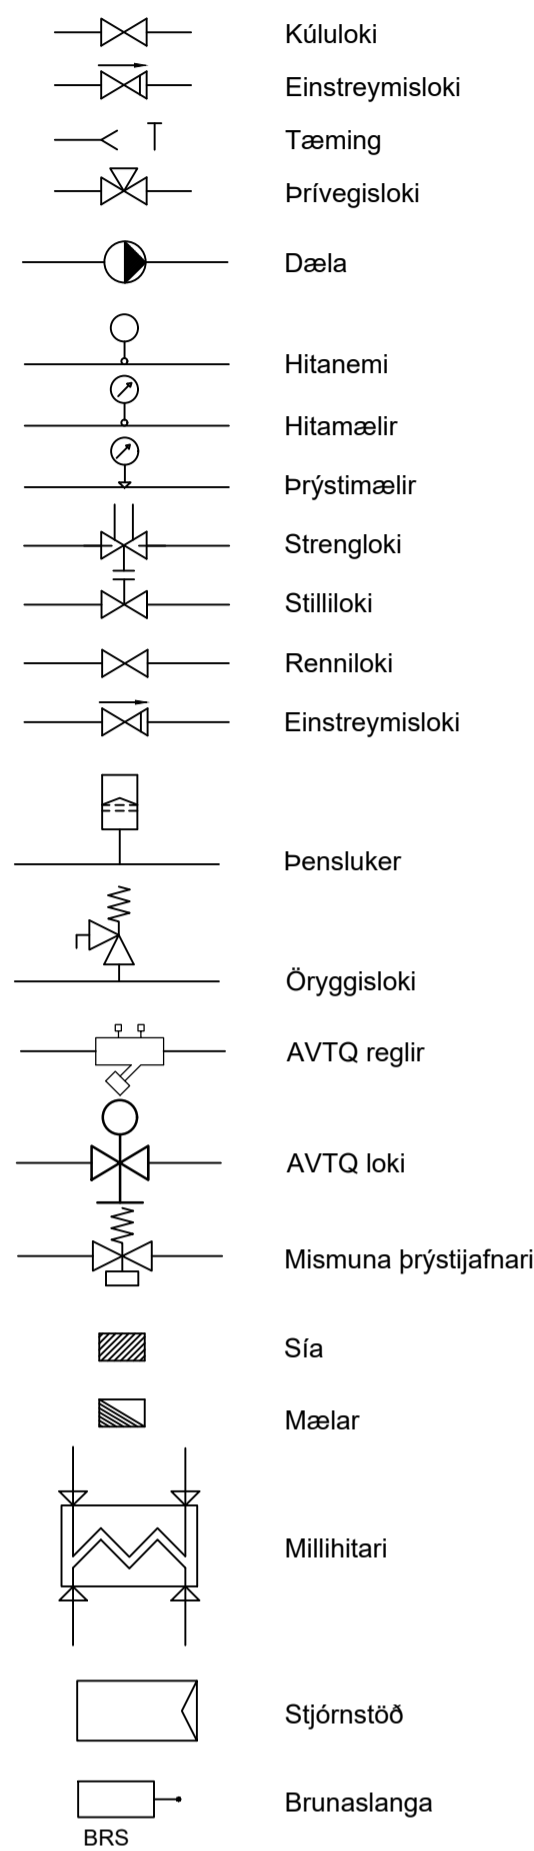 Kúluloki
Einstreymisloki
Tæming
Þrívegisloki
Dæla
Hitanemi
Hitamælir
Þrýstimælir
Strengloki
Stilliloki
Renniloki
Einstreymisloki
Þensluker
Öryggisloki
AVTQ reglir
AVTQ loki
Mismuna þrýstijafnari
Sía
Mælar
Millihitari
Stjórnstöð
Brunaslanga
BRS